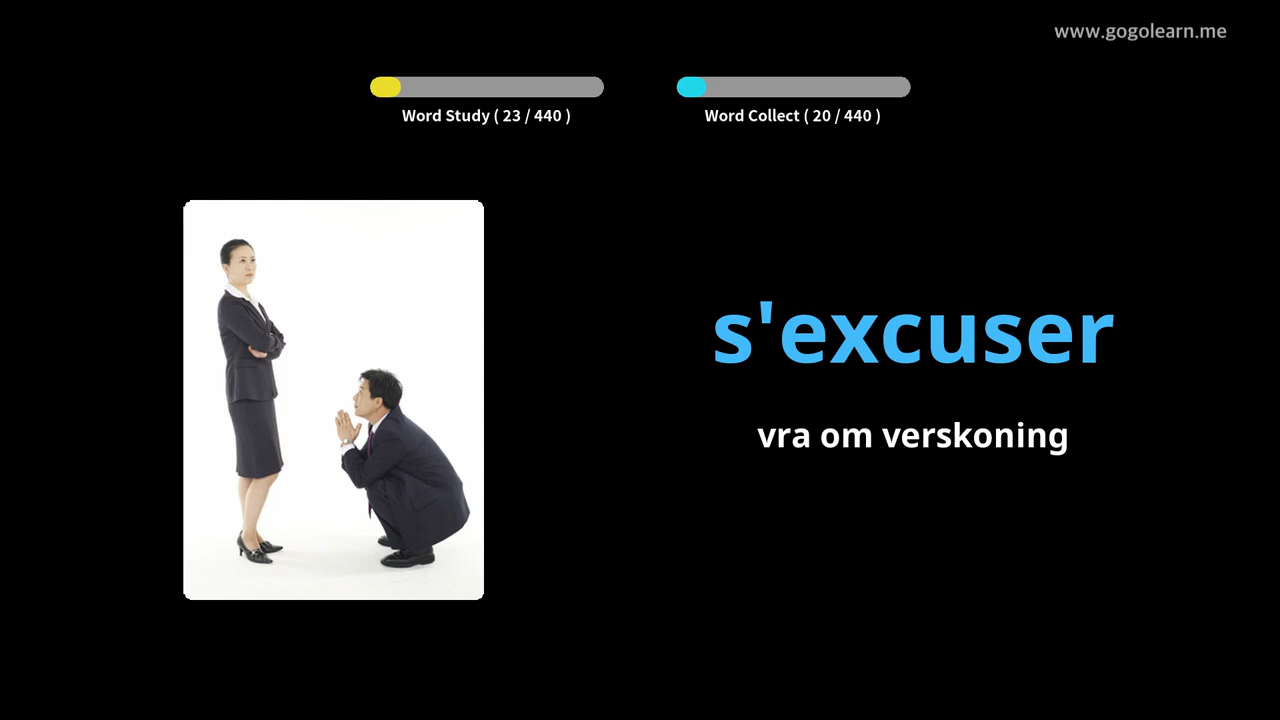 www.gogolearn.me
Word Study ( 23 / 440 )
Word Collect ( 20 / 440 )
s'excuser
vra om verskoning